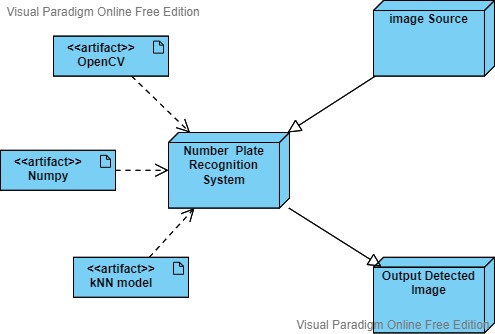 Visual Paradigm Online Free Edition
image Source
<<artifact>>
OpenCV
Number Plate
Recognition
System
<<artifact>>
Numpy
<<artifact>>
kNN model
Output Detected
Image
Visual Paradigm Online Free Edition